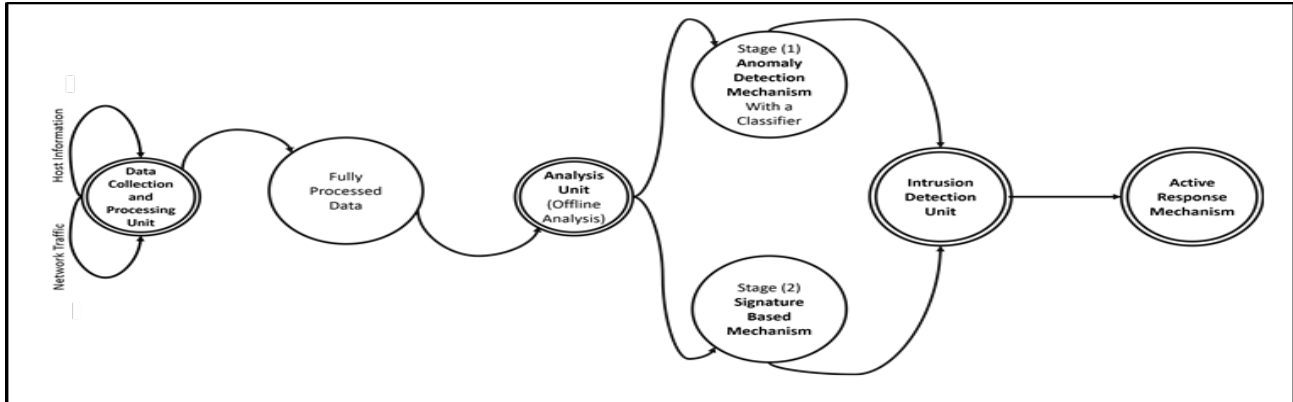 Host Information
Network Traffic
Data
Collection
and
Processing
Unit
Fully
Processed
Data
Analysis
Unit
(Offline
Analysis)
Stage (1)
Anomaly
Detection
Mechanism
With a
Classifier
Stage (2)
Signature
Based
Mechanism
Intrusion
Detection
Unit
Active
Response
Mechanism